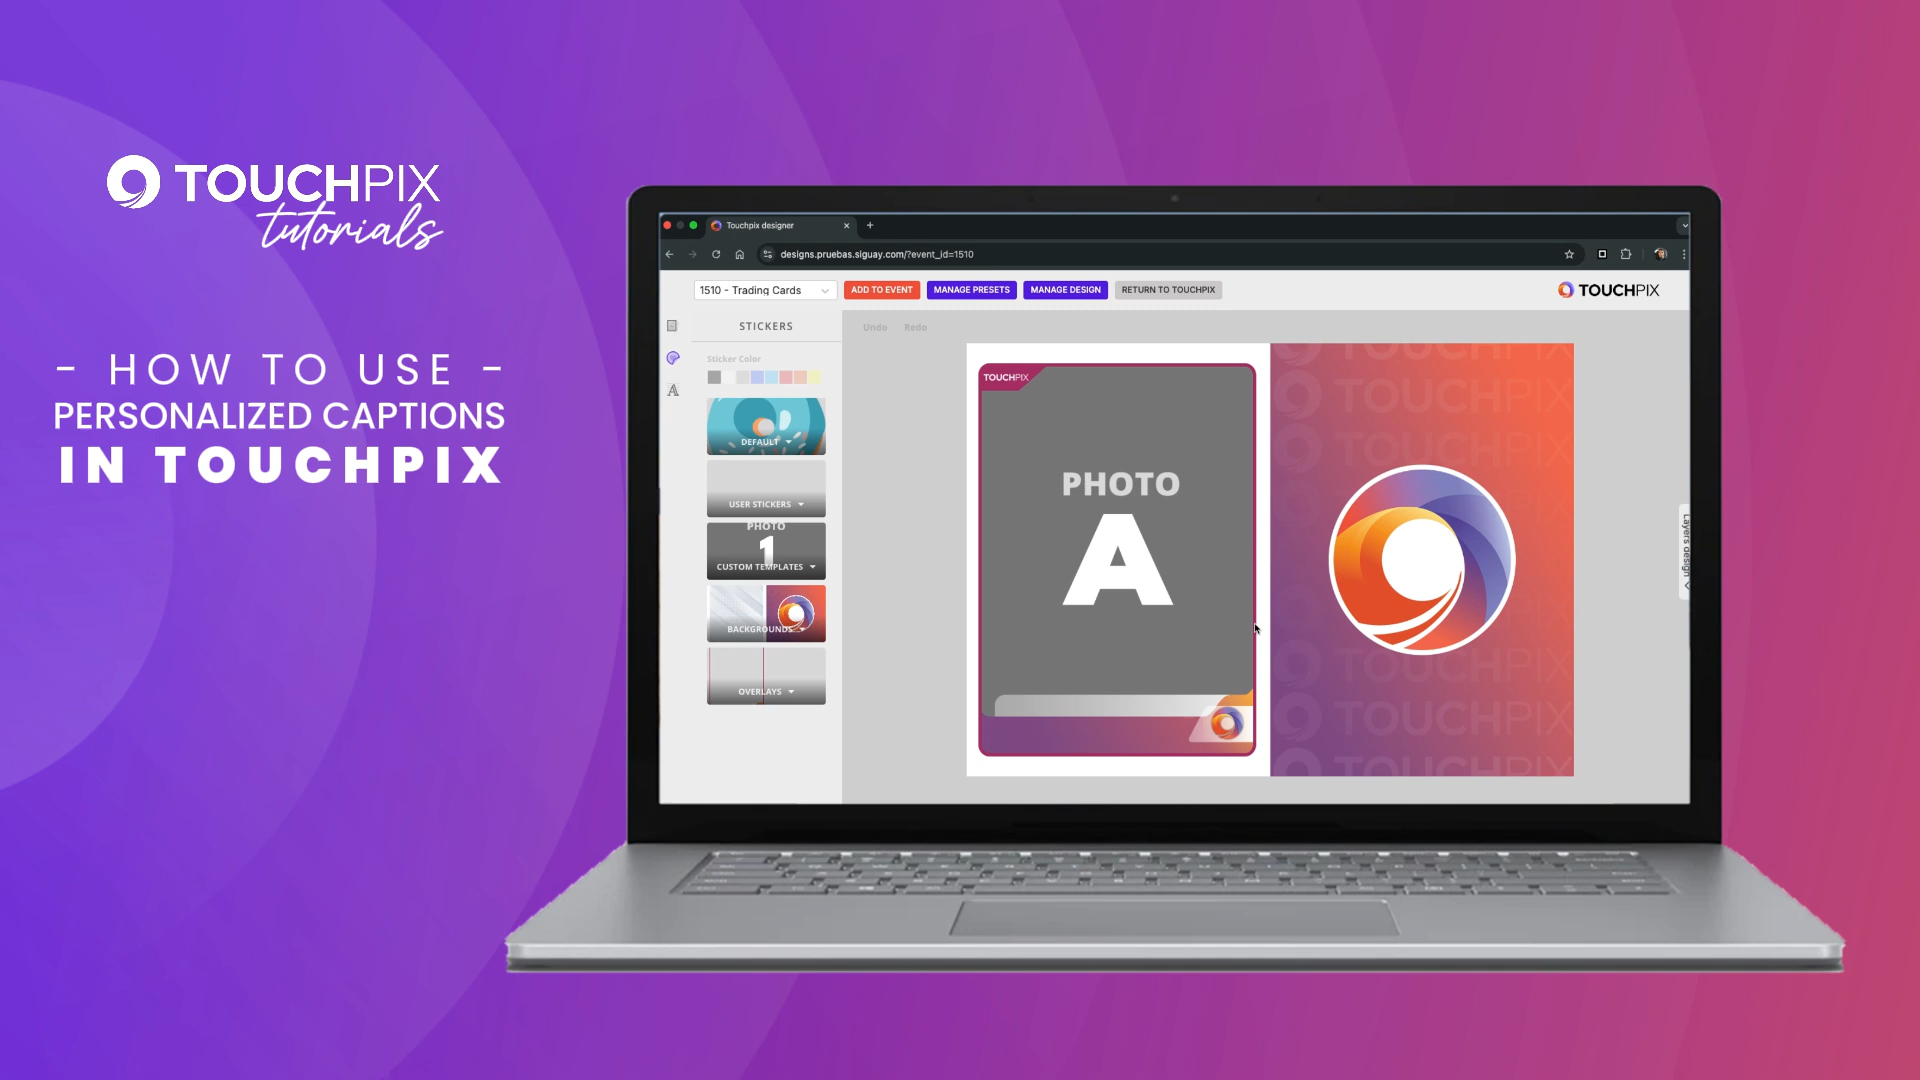 TOUCHPIX
tutorials
- HOW TO USE -
PERSONALIZED CAPTIONS
IN TOUCHPIX
Touchpix designer
designs.pruebas.siguay.com/?event_id=1510
1510 - Trading Cards
ADD TO EVENT
MANAGE PRESETS
MANAGE DESIGN
RETURN TO TOUCHPIX
TOUCHPIX
STICKERS
Undo Redo
Sticker Color
DEFAULT
USER STICKERS
PHOTO
1
CUSTOM TEMPLATES
BACKGROUNDS
OVERLAYS
TOUCHPIX
PHOTO
A
TOUCHPIX
TOUCHPIX
TOUCHPIX
TOUCHPIX
TOUCHPIX
TOUCHPIX
Layers design